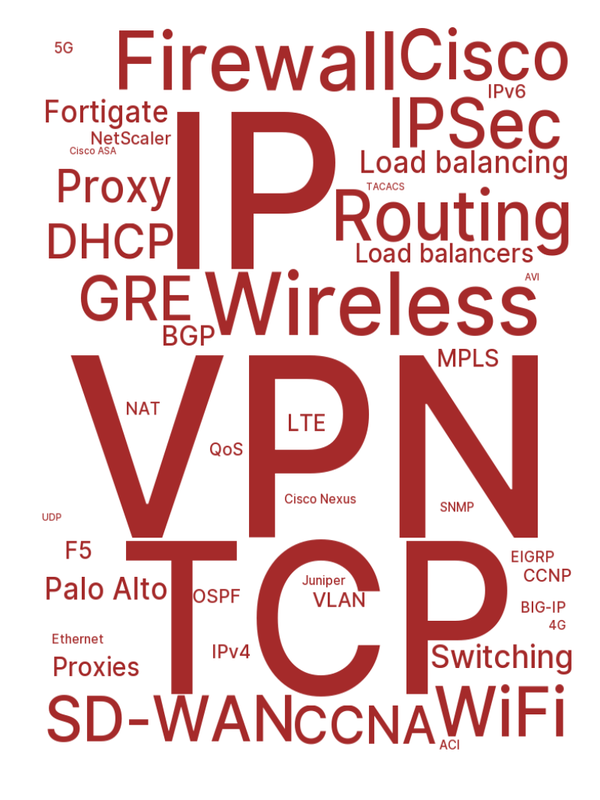 5G
Firewall
Cisco
IPv6
Fortigate
IPSec
NetScaler
Cisco ASA
IP
Load balancing
Proxy
TACACS
Routing
DHCP
Load balancers
GRE
Wireless
AVI
BGP
MPLS
VPN
NAT
LTE
QoS
Cisco Nexus
SNMP
UDP
F5
TCP
EIGRP
CCNP
Palo Alto
OSPF
Juniper
VLAN
BIG-IP
4G
Ethernet
IPv4
Proxies
Switching
SD-WAN
CCNA
WiFi
ACI